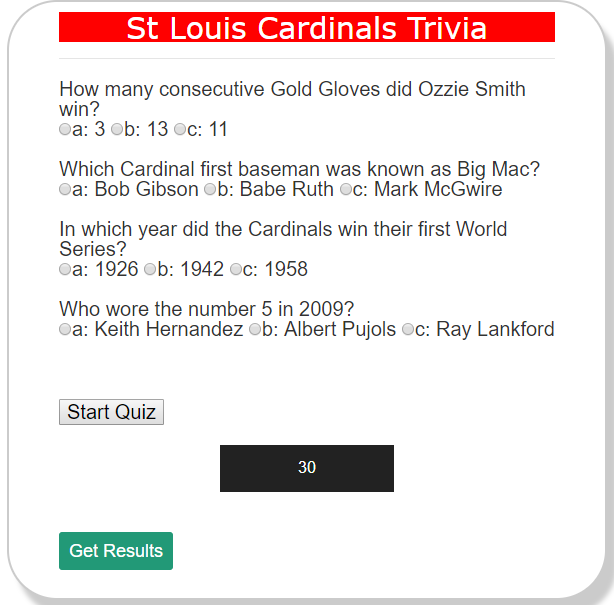 St Louis Cardinals Trivia
How many consecutive Gold Gloves did Ozzie Smith
win?
a: 3 b: 13 c: 11
Which Cardinal first baseman was known as Big Mac?
a: Bob Gibson b: Babe Ruth c: Mark McGwire
In which year did the Cardinals win their first World
Series?
a: 1926 b: 1942 c: 1958
Who wore the number 5 in 2009?
a: Keith Hernandez b: Albert Pujols c: Ray Lankford
Start Quiz
30
Get Results